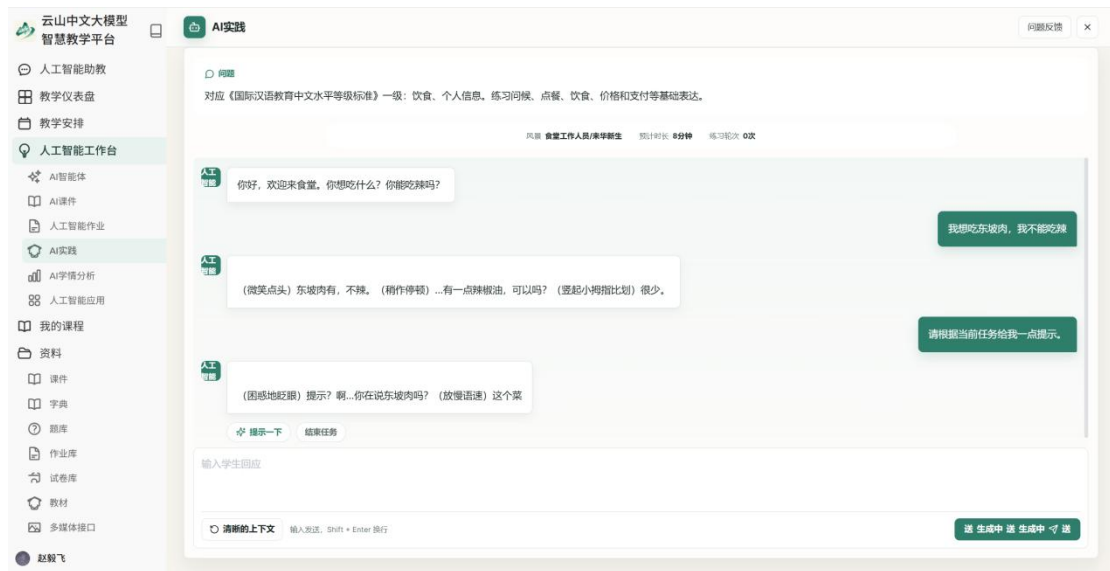 云山中文大模型
智慧教学平台
人工智能助教
教学仪表盘
教学安排
人工智能工作台
AI智能体
AI课件
人工智能作业
AI实践
AI学情分析
人工智能应用
我的课程
资料
课件
字典
题库
作业库
试卷库
教材
多媒体接口
赵毅飞
AI实践
问题反馈
×
问题
对应《国际汉语教育中文水平等级标准》一级：饮食、个人信息。练习问候、点餐、饮食、价格和支付等基础表达。
风景 食堂工作人员/来华新生 预计时长 8分钟 练习轮次 0次
人工
智能
你好，欢迎来食堂。你想吃什么？你能吃辣吗？
我想吃东坡肉，我不能吃辣
人工
智能
（微笑点头）东坡肉有，不辣。（稍作停顿）...有一点辣椒油，可以吗？（竖起小拇指比划）很少。
请根据当前任务给我一点提示。
人工
智能
（困惑地眨眼）提示？啊...你在说东坡肉吗？（放慢语速）这个菜
提示一下 结束任务
输入学生回应
清晰的上下文 输入发送，Shift + Enter 换行
送 生成中 送 生成中 送